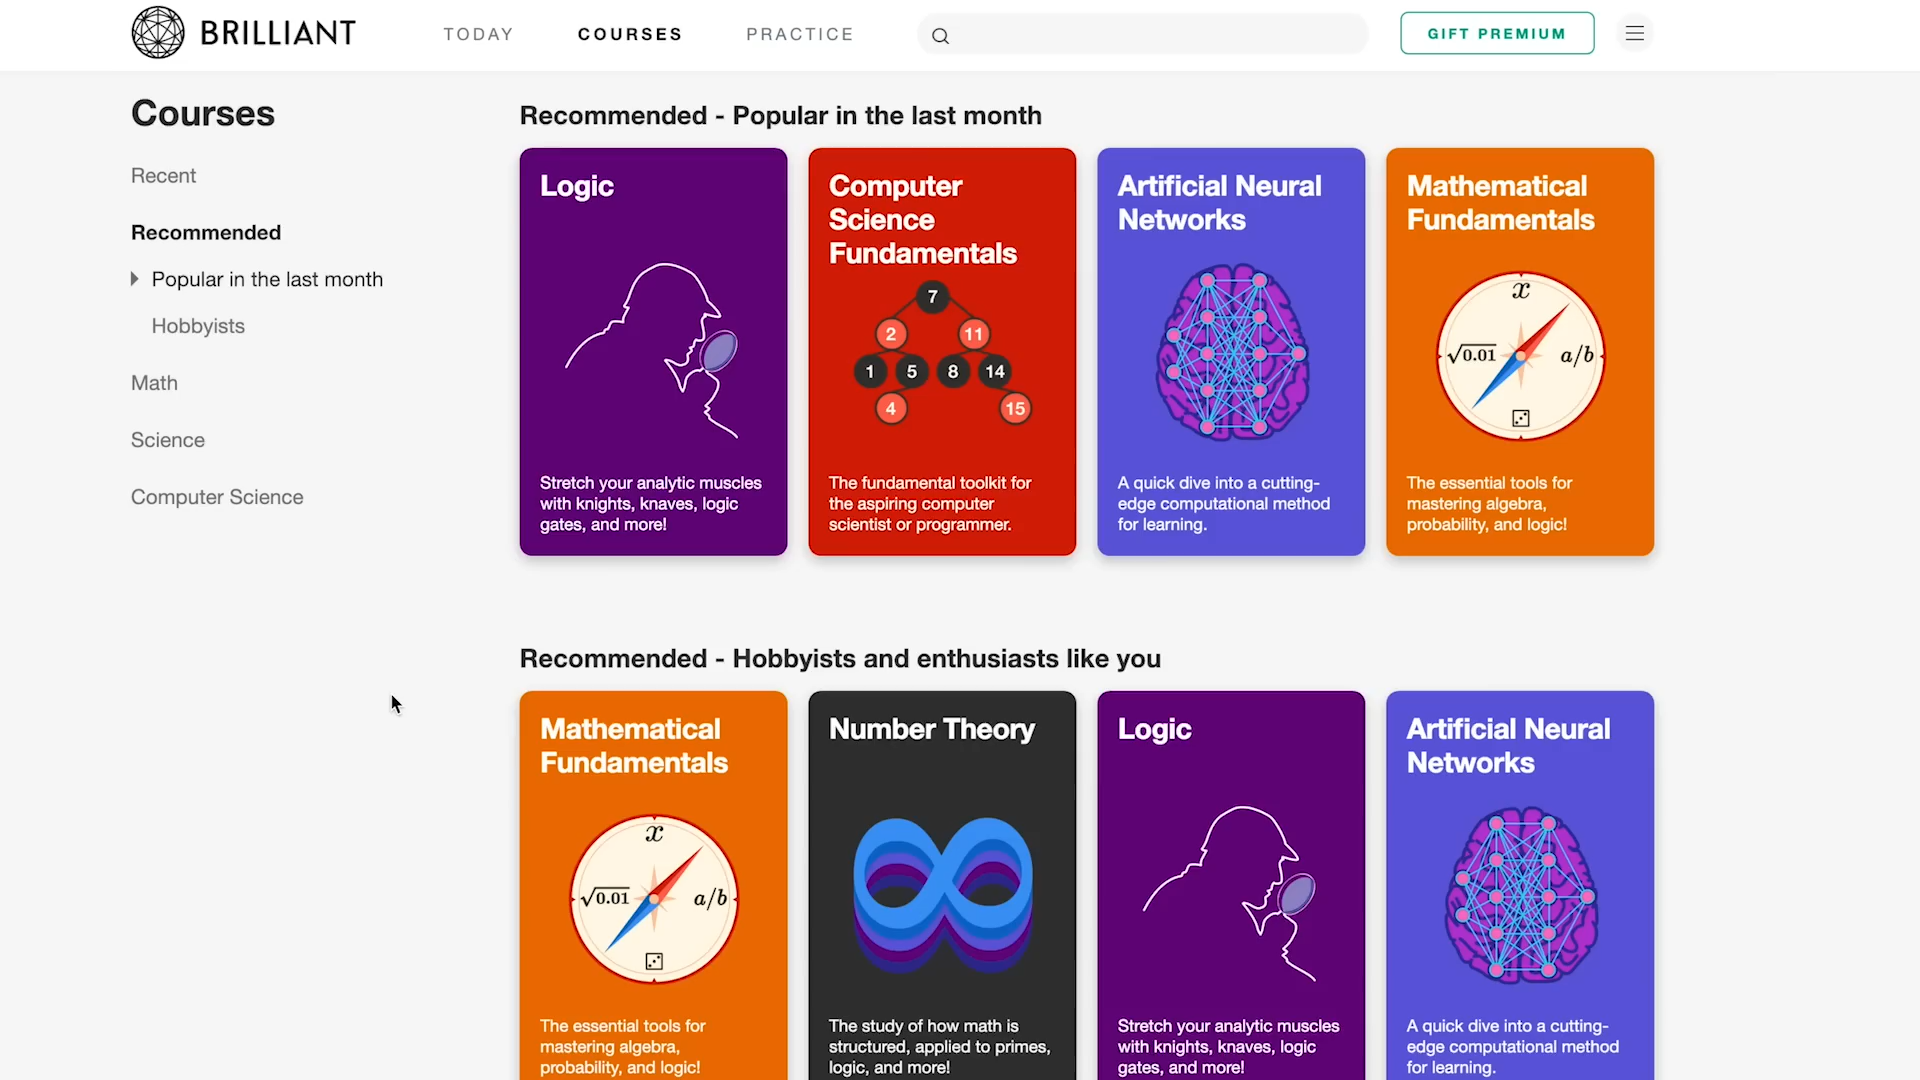 BRILLIANT
TODAY
COURSES
PRACTICE
GIFT PREMIUM
Courses
Recent
Recommended
Popular in the last month
Hobbyists
Math
Science
Computer Science
Recommended - Popular in the last month
Logic
Stretch your analytic muscles
with knights, knaves, logic
gates, and more!
Computer
Science
Fundamentals
7
2 11
1 5 8 14
4 15
The fundamental toolkit for
the aspiring computer
scientist or programmer.
Artificial Neural
Networks
A quick dive into a cutting-
edge computational method
for learning.
Mathematical
Fundamentals
x
√0.01 a/b
The essential tools for
mastering algebra,
probability, and logic!
Recommended - Hobbyists and enthusiasts like you
Mathematical
Fundamentals
x
√0.01 a/b
The essential tools for
mastering algebra,
probability, and logic!
Number Theory
The study of how math is
structured, applied to primes,
logic, and more!
Logic
Stretch your analytic muscles
with knights, knaves, logic
gates, and more!
Artificial Neural
Networks
A quick dive into a cutting-
edge computational method
for learning.